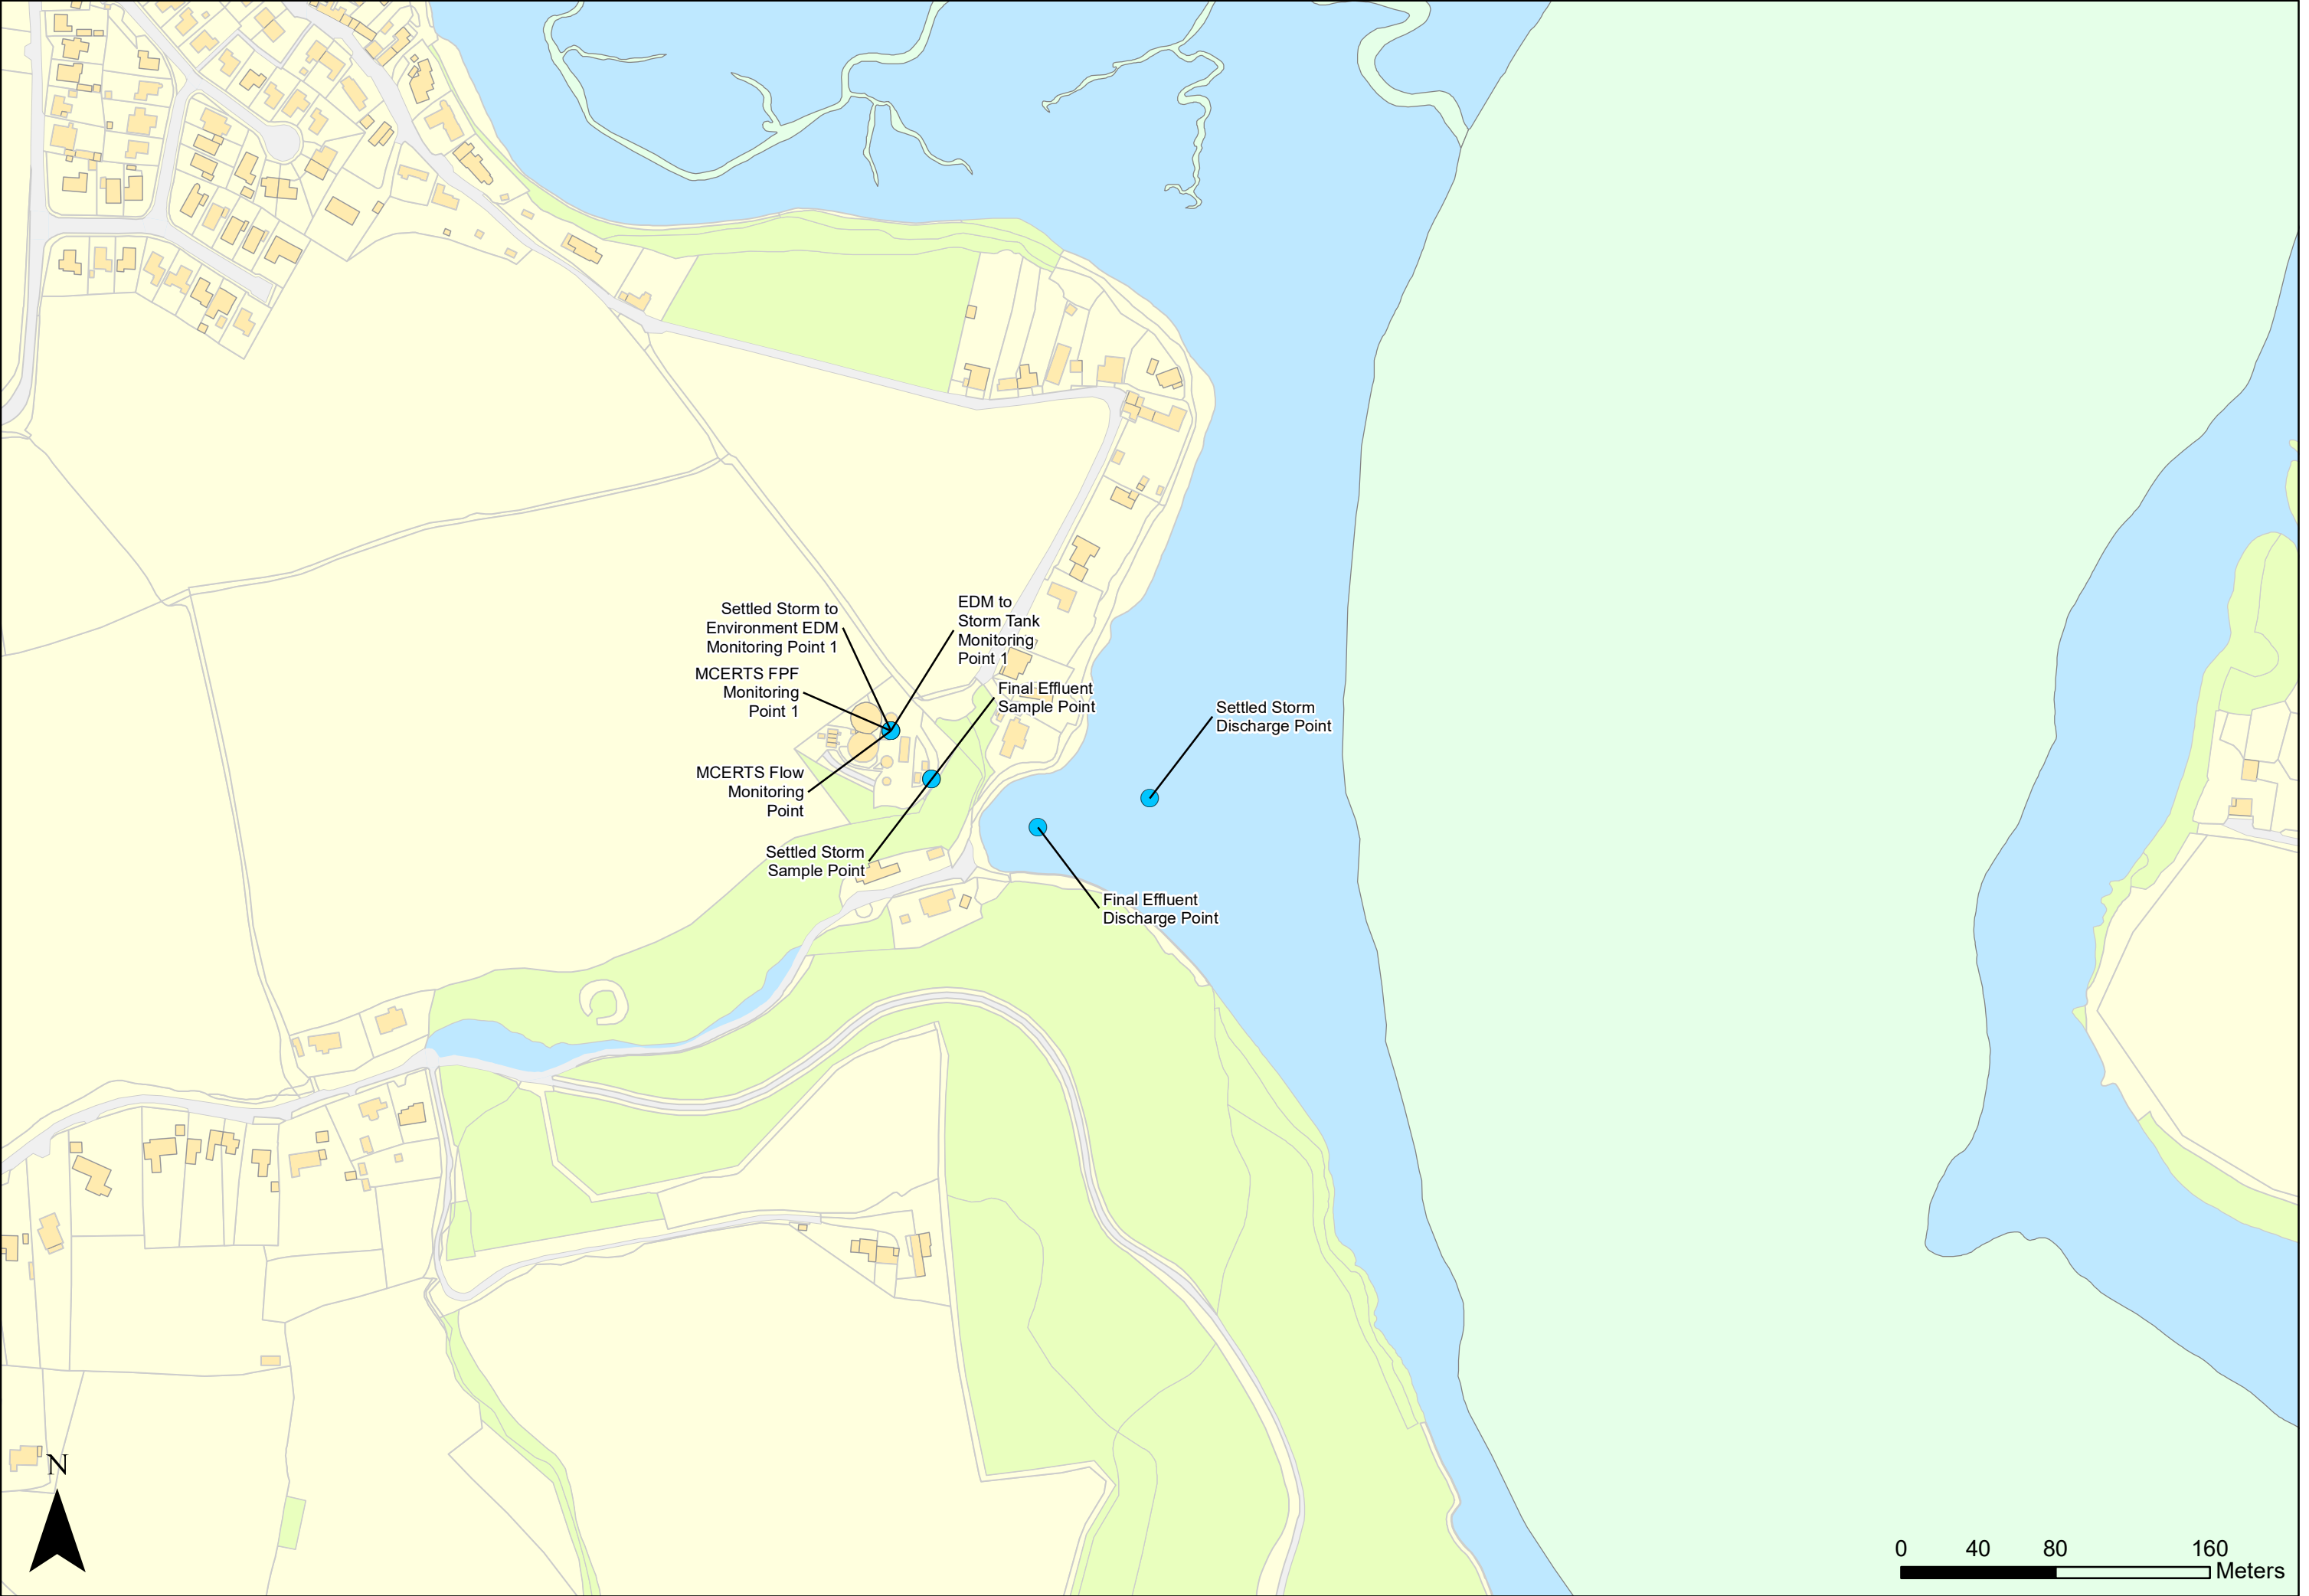 Settled Storm to
Environment EDM
Monitoring Point 1
EDM to
Storm Tank
Monitoring
Point 1
MCERTS FPF
Monitoring
Point 1
Final Effluent
Sample Point
Settled Storm
Discharge Point
MCERTS Flow
Monitoring
Point
Settled Storm
Sample Point
Final Effluent
Discharge Point
N
0 40 80 160
Meters